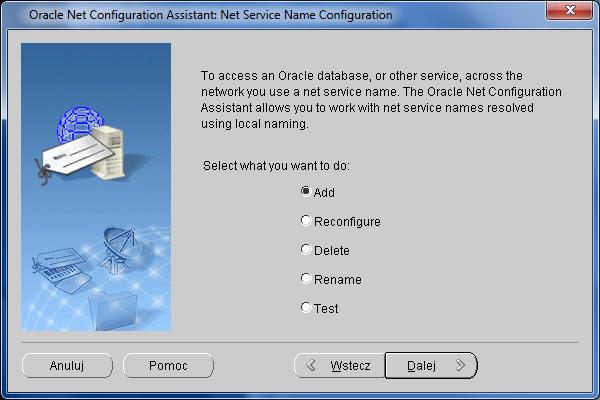 Oracle Net Configuration Assistant: Net Service Name Configuration
To access an Oracle database, or other service, across the
network you use a net service name. The Oracle Net Configuration
Assistant allows you to work with net service names resolved
using local naming.
Select what you want to do:
Add
Reconfigure
Delete
Rename
Test
Anuluj Pomoc Wstecz Dalej